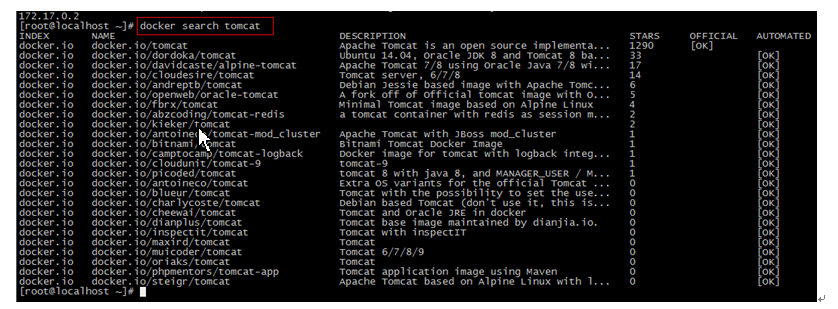 172.17.0.2
[root@localhost ~]# docker search tomcat
INDEX NAME DESCRIPTION STARS OFFICIAL AUTOMATED
docker.io docker.io/tomcat Apache Tomcat is an open source implementa... 1290 [OK]
docker.io docker.io/dordoka/tomcat Ubuntu 14.04, Oracle JDK 8 and Tomcat 8 ba... 33 [OK]
docker.io docker.io/davidcaste/alpine-tomcat Apache Tomcat 7/8 using Oracle Java 7/8 wi... 17 [OK]
docker.io docker.io/cloudesire/tomcat Tomcat server, 6/7/8 14 [OK]
docker.io docker.io/andreptb/tomcat Debian Jessie based image with Apache Tomc... 6 [OK]
docker.io docker.io/openweb/oracle-tomcat A fork off of Official tomcat image with O... 5 [OK]
docker.io docker.io/fbrx/tomcat Minimal Tomcat image based on Alpine Linux 4 [OK]
docker.io docker.io/abzcoding/tomcat-redis a tomcat container with redis as session m... 2 [OK]
docker.io docker.io/kieker/tomcat 2 [OK]
docker.io docker.io/antoineco/tomcat-mod_cluster Apache Tomcat with JBoss mod_cluster 1 [OK]
docker.io docker.io/bitnami/tomcat Bitnami Tomcat Docker Image 1 [OK]
docker.io docker.io/camptocamp/tomcat-logback Docker image for tomcat with logback integ... 1 [OK]
docker.io docker.io/cloudunit/tomcat-9 tomcat-9 1 [OK]
docker.io docker.io/picoded/tomcat tomcat 8 with java 8, and MANAGER_USER / M... 1 [OK]
docker.io docker.io/antoineco/tomcat Extra OS variants for the official Tomcat ... 0 [OK]
docker.io docker.io/blueur/tomcat Tomcat with the possibility to set the use... 0 [OK]
docker.io docker.io/charlycoste/tomcat Debian based Tomcat (don't use it, this is... 0 [OK]
docker.io docker.io/cheewai/tomcat Tomcat and Oracle JRE in docker 0 [OK]
docker.io docker.io/dianplus/tomcat Tomcat base image maintained by dianjia.io. 0 [OK]
docker.io docker.io/inspectit/tomcat Tomcat with inspectIT 0 [OK]
docker.io docker.io/maxird/tomcat Tomcat 0 [OK]
docker.io docker.io/muicoder/tomcat Tomcat 6/7/8/9 0 [OK]
docker.io docker.io/oriaks/tomcat Tomcat 0 [OK]
docker.io docker.io/phpmentors/tomcat-app Tomcat application image using Maven 0 [OK]
docker.io docker.io/steigr/tomcat Apache Tomcat based on Alpine Linux with l... 0 [OK]
[root@localhost ~]#